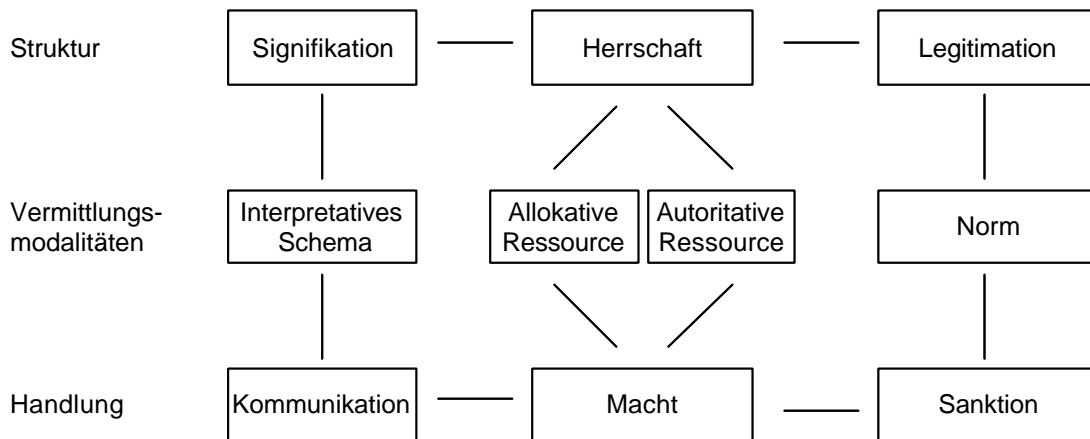 Struktur
Signifikation
Herrschaft
Legitimation
Vermittlungs-
modalitäten
Interpretatives
Schema
Allokative
Ressource
Autoritative
Ressource
Norm
Handlung
Kommunikation
Macht
Sanktion